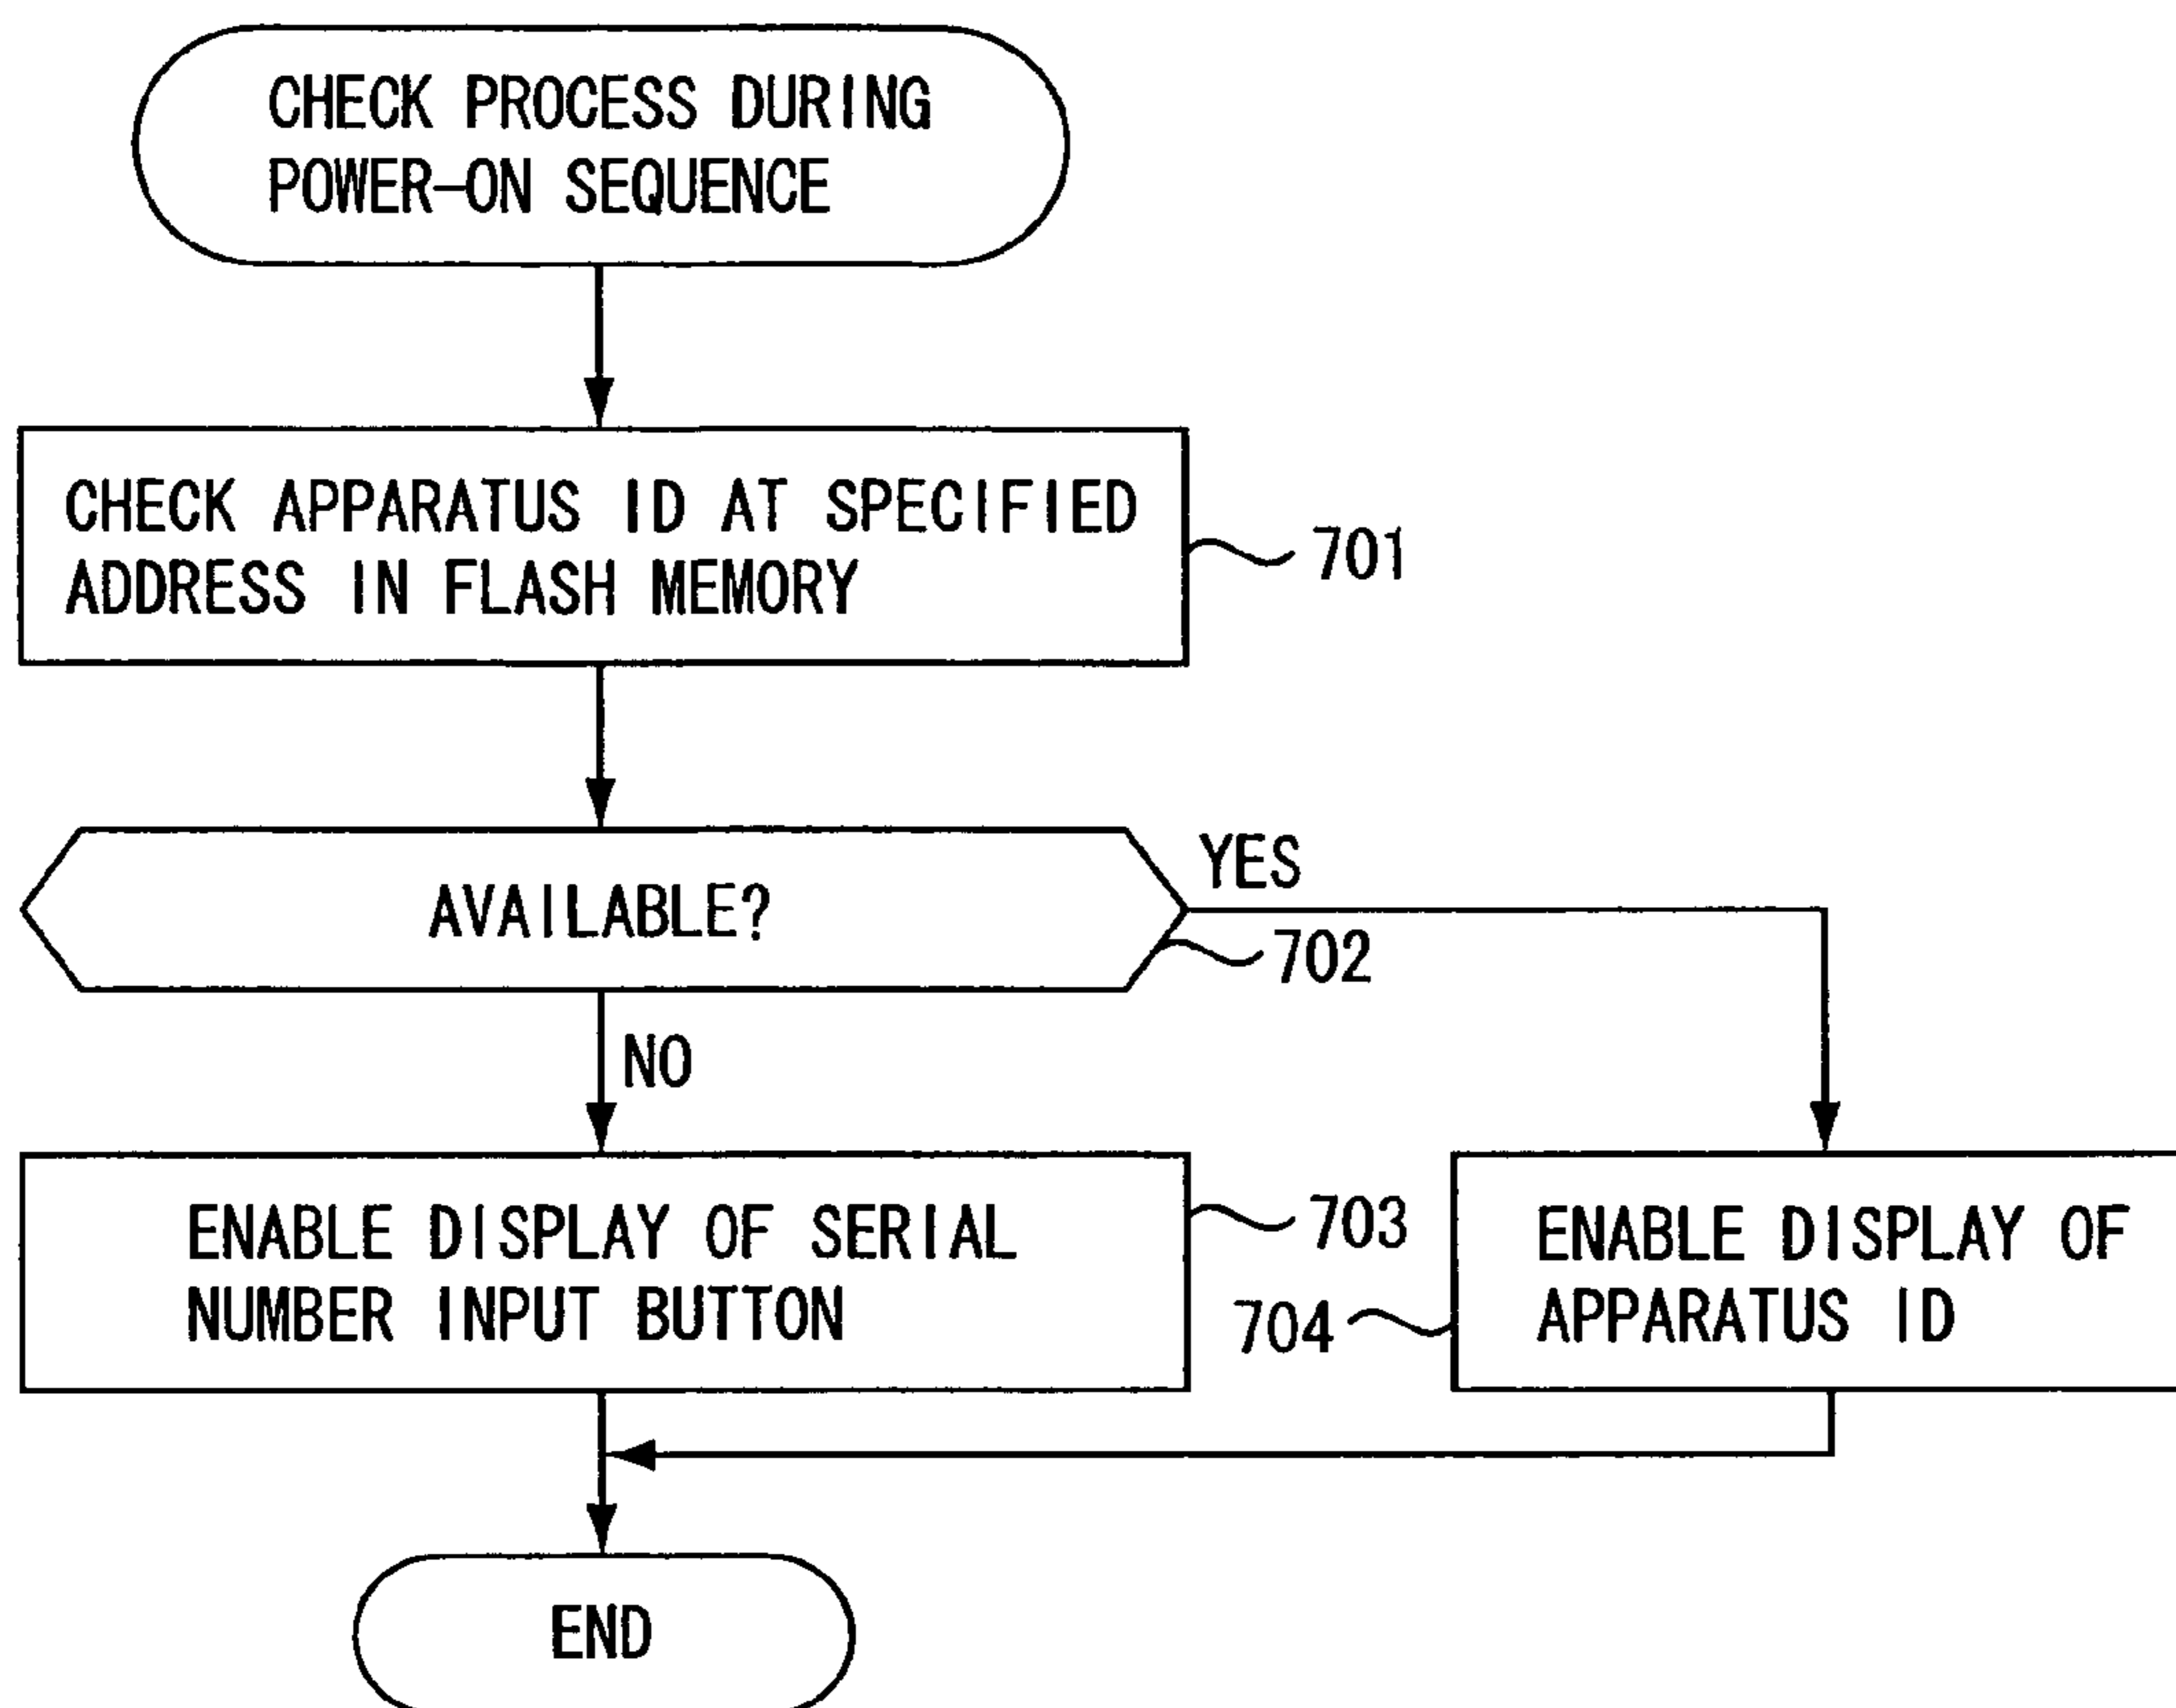 CHECK PROCESS DURING
POWER-ON SEQUENCE
CHECK APPARATUS ID AT SPECIFIED
ADDRESS IN FLASH MEMORY
701
AVAILABLE?
YES
702
NO
ENABLE DISPLAY OF SERIAL
NUMBER INPUT BUTTON
703
704
ENABLE DISPLAY OF
APPARATUS ID
END